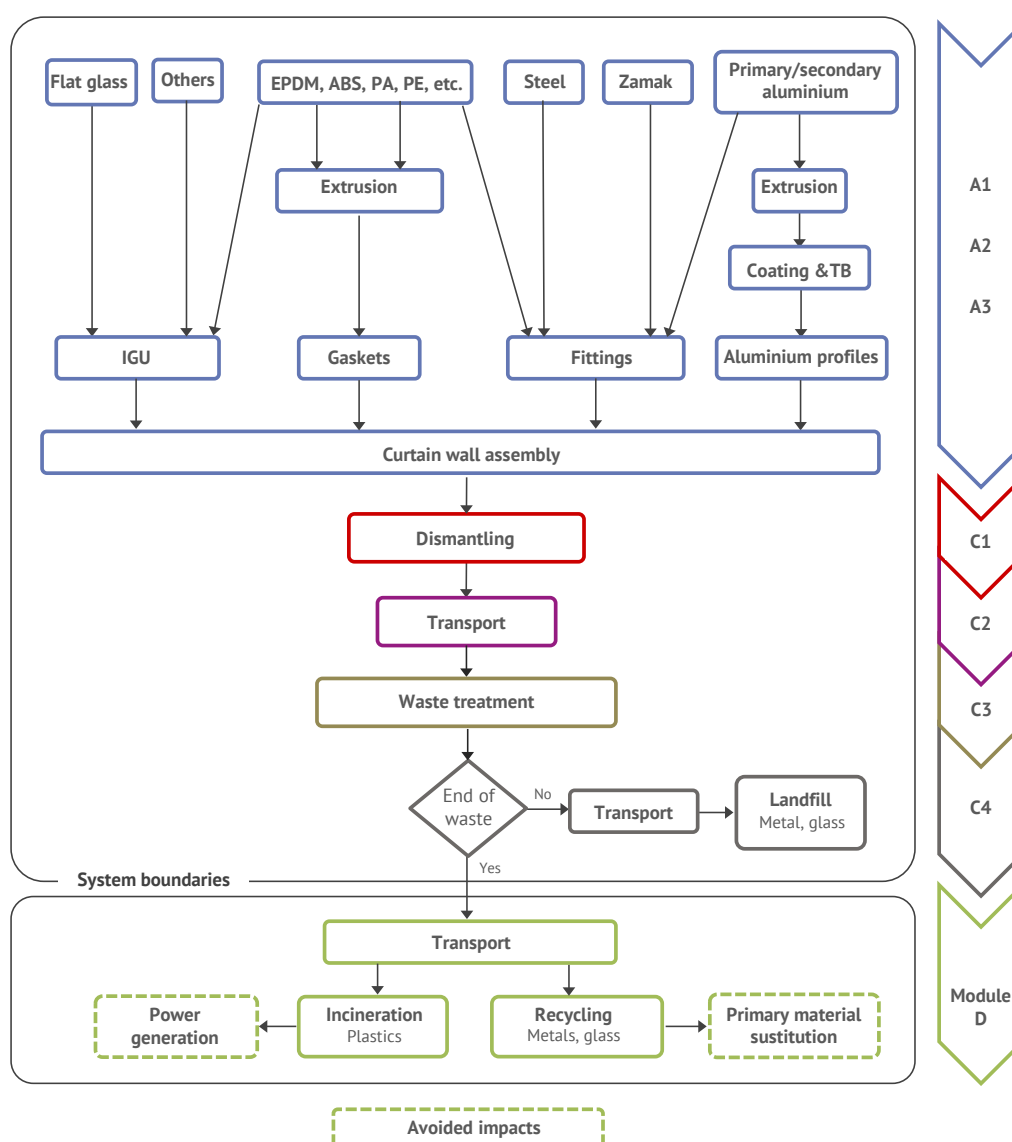 Flat glass
Others
EPDM, ABS, PA, PE, etc.
Steel
Zamak
Primary/secondary
aluminium
Extrusion
Extrusion
Coating &TB
IGU
Gaskets
Fittings
Aluminium profiles
Curtain wall assembly
Dismantling
Transport
Waste treatment
End of
waste
No
Transport
Landfill
Metal, glass
Yes
System boundaries
Transport
Power
generation
Incineration
Plastics
Recycling
Metals, glass
Primary material
sustitution
Avoided impacts
A1
A2
A3
C1
C2
C3
C4
Module
D